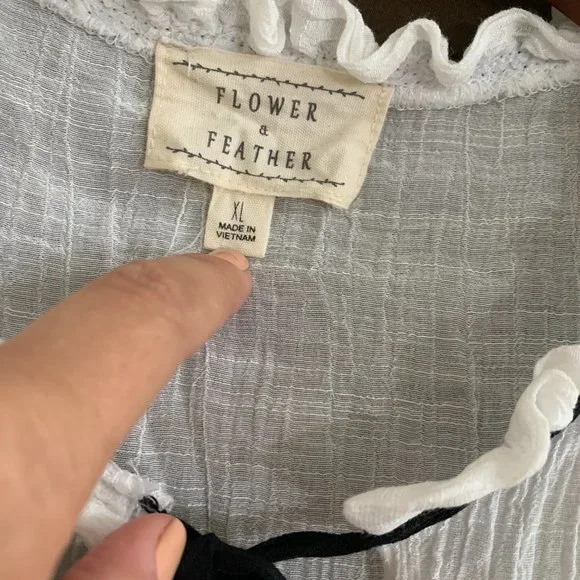 FLOWER
&
FEATHER
XL
MADE IN
VIETNAM